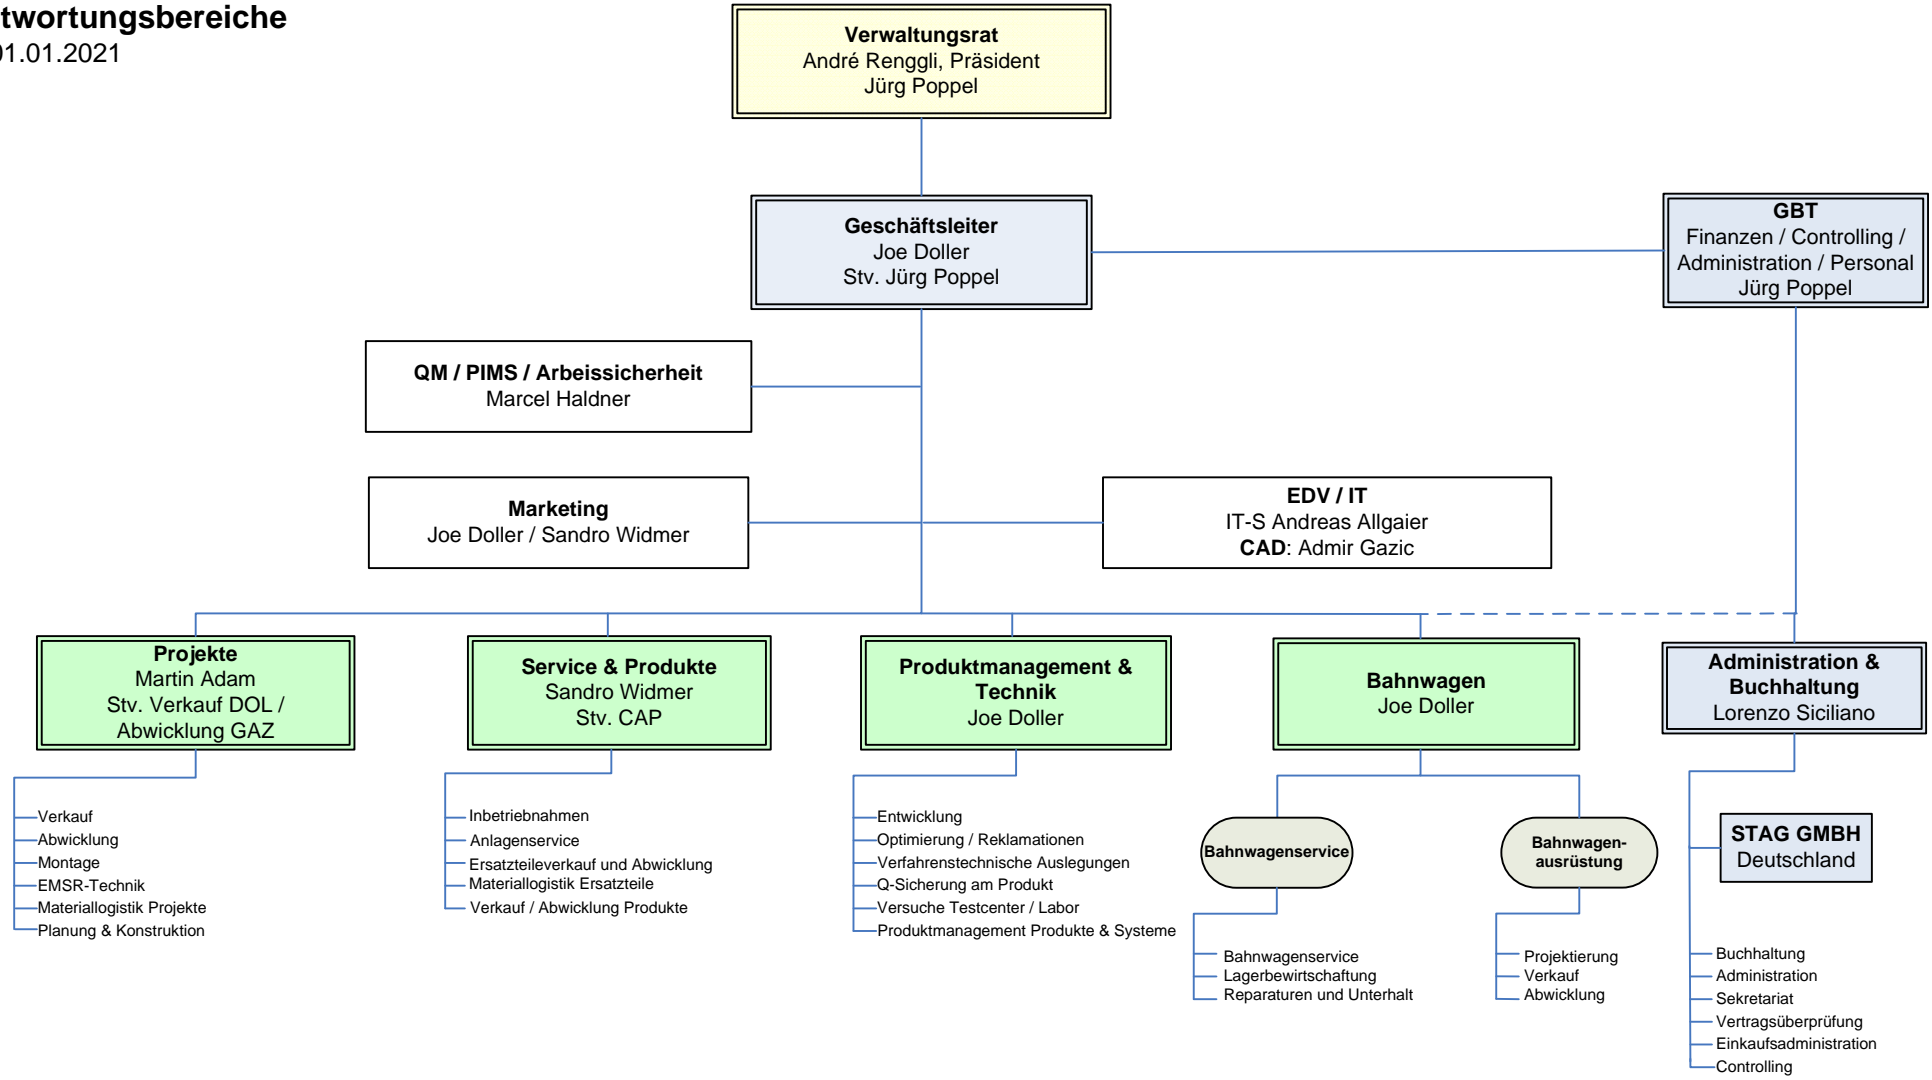 twortungsbereiche
01.01.2021
Verwaltungsrat
André Renggli, Präsident
Jürg Poppel
Geschäftsleiter
Joe Doller
Stv. Jürg Poppel
GBT
Finanzen / Controlling /
Administration / Personal
Jürg Poppel
QM / PIMS / Arbeissicherheit
Marcel Haldner
Marketing
Joe Doller / Sandro Widmer
EDV / IT
IT-S Andreas Allgaier
CAD: Admir Gazic
Projekte
Martin Adam
Stv. Verkauf DOL /
Abwicklung GAZ
Verkauf
Abwicklung
Montage
EMSR-Technik
Materiallogistik Projekte
Planung & Konstruktion
Service & Produkte
Sandro Widmer
Stv. CAP
Inbetriebnahmen
Anlagenservice
Ersatzteileverkauf und Abwicklung
Materiallogistik Ersatzteile
Verkauf / Abwicklung Produkte
Produktmanagement &
Technik
Joe Doller
Entwicklung
Optimierung / Reklamationen
Verfahrenstechnische Auslegungen
Q-Sicherung am Produkt
Versuche Testcenter / Labor
Produktmanagement Produkte & Systeme
Bahnwagen
Joe Doller
Bahnwagenservice
Bahnwagenservice
Lagerbewirtschaftung
Reparaturen und Unterhalt
Bahnwagen-
ausrüstung
Projektierung
Verkauf
Abwicklung
Administration &
Buchhaltung
Lorenzo Siciliano
STAG GMBH
Deutschland
Buchhaltung
Administration
Sekretariat
Vertragsüberprüfung
Einkaufsadministration
Controlling